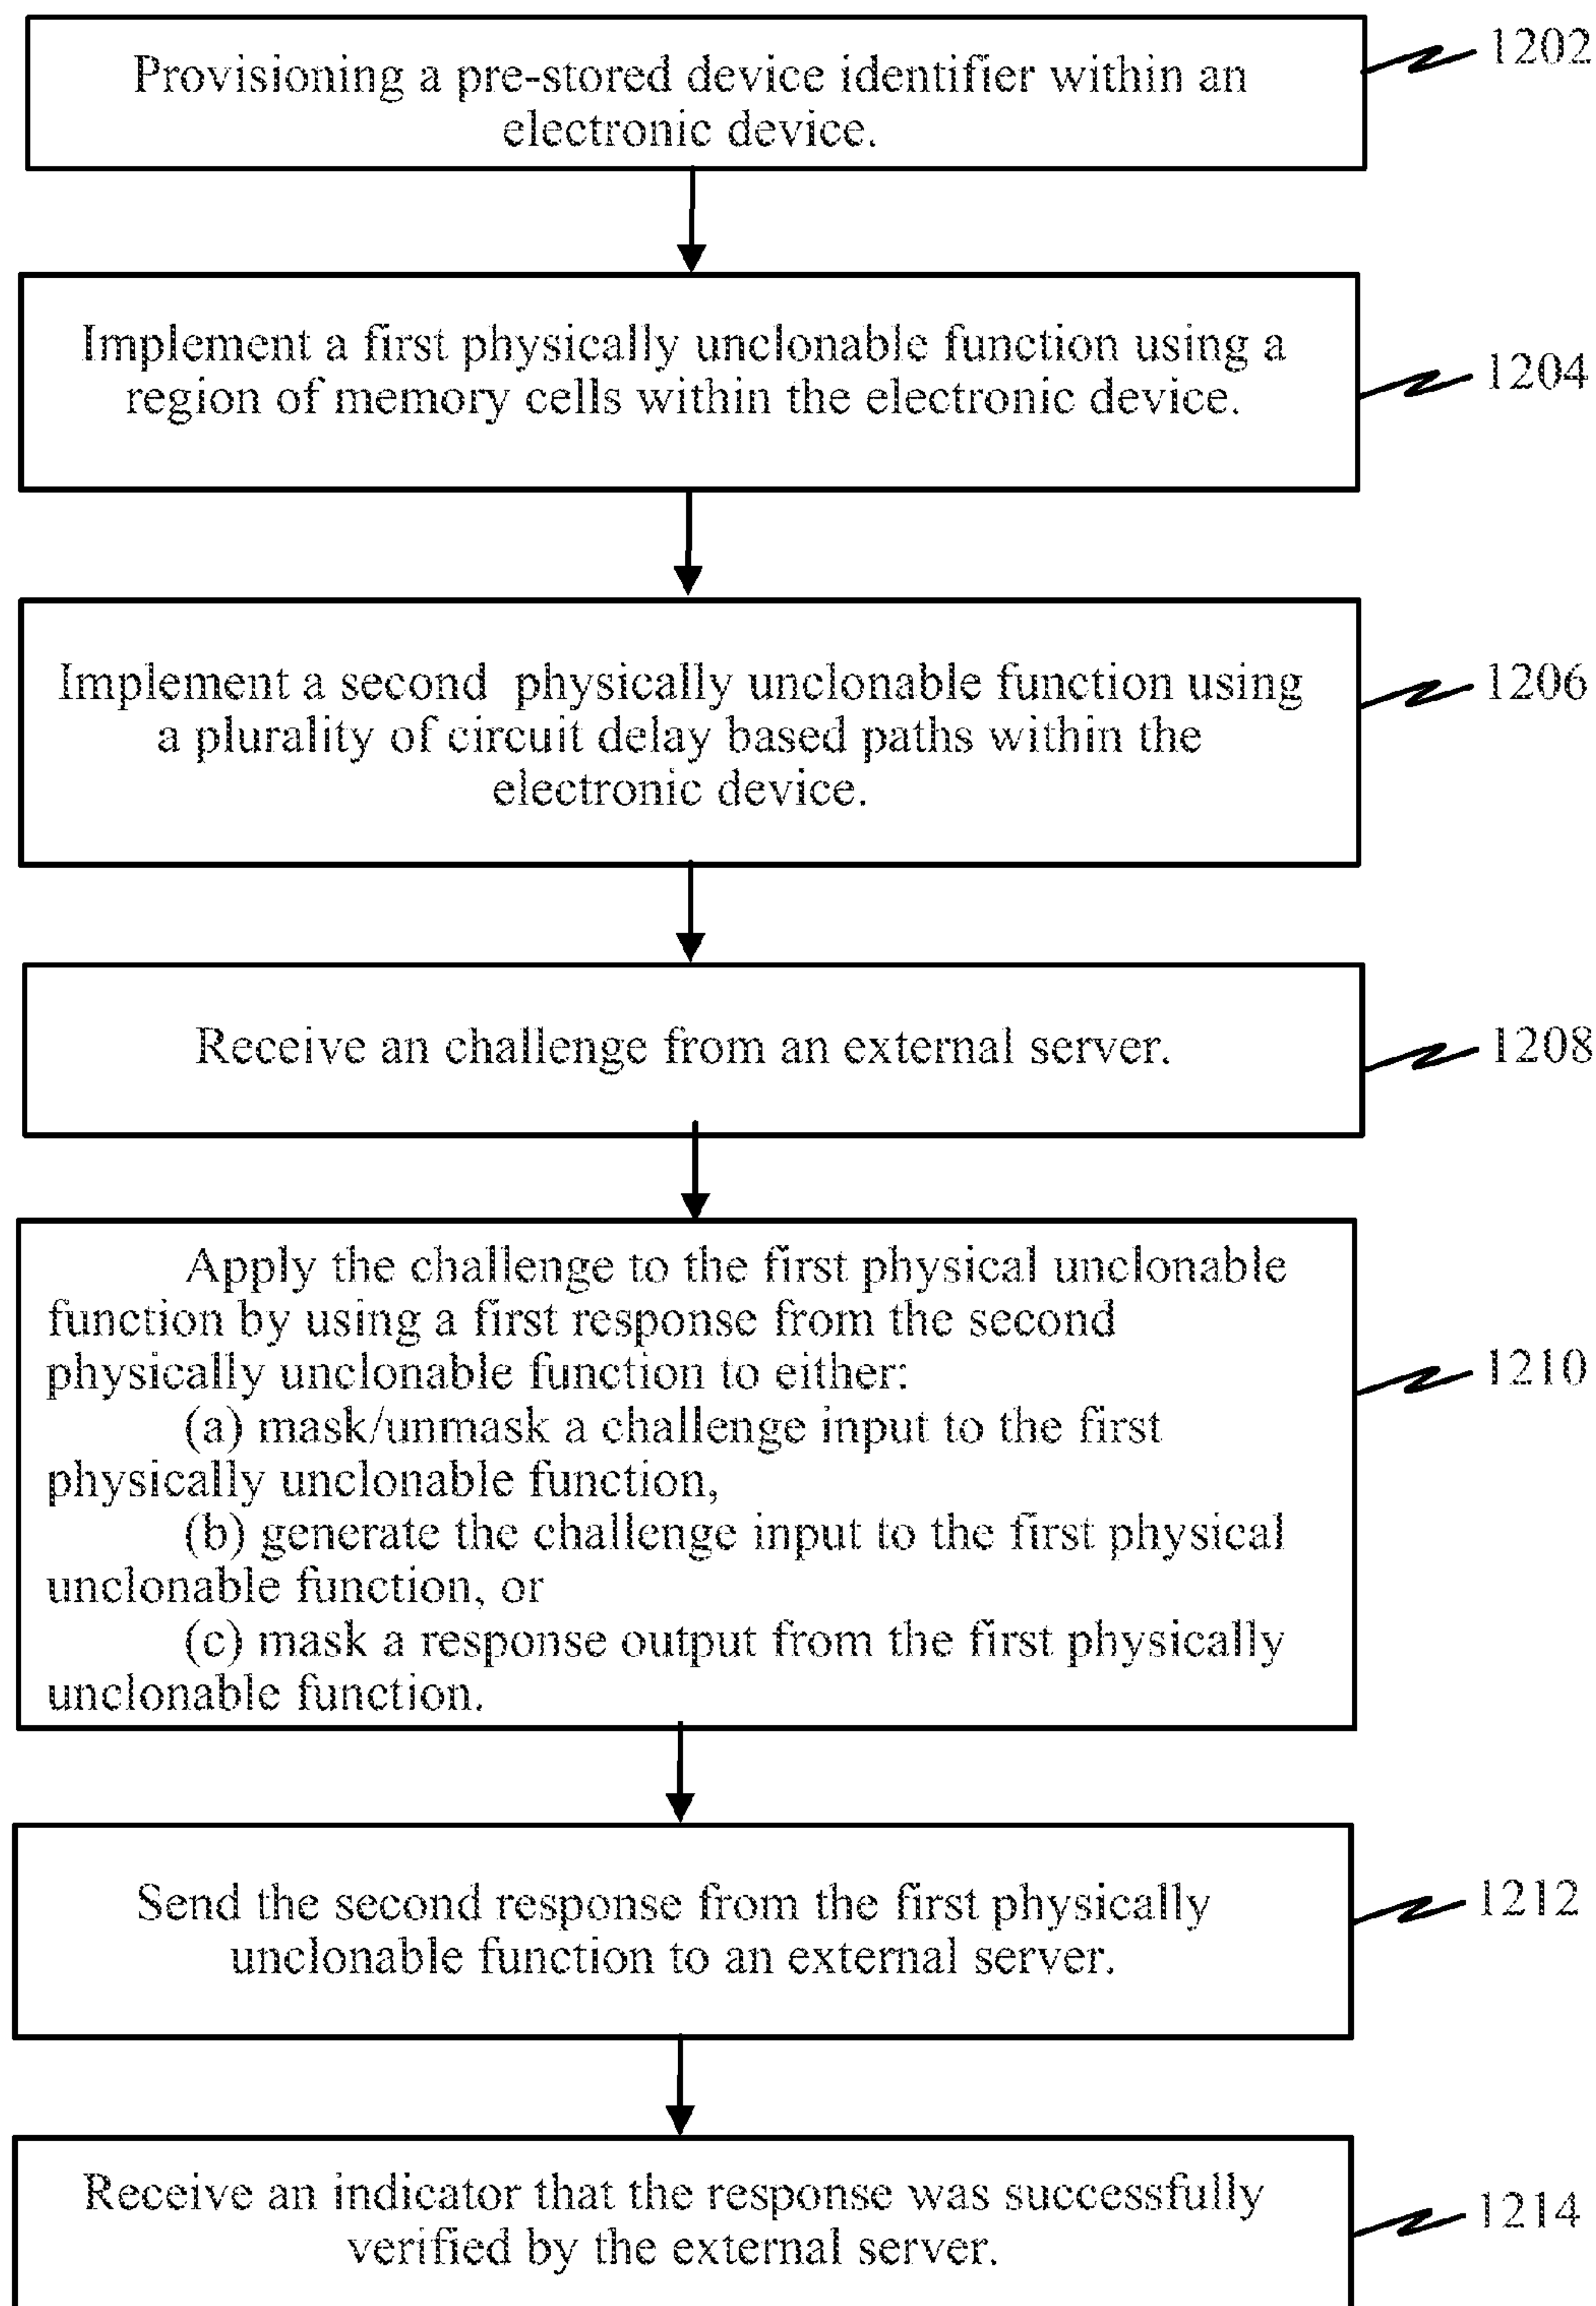 Provisioning a pre-stored device identifier within an
electronic device.
1202
Implement a first physically unclonable function using a
region of memory cells within the electronic device.
1204
Implement a second physically unclonable function using
a plurality of circuit delay based paths within the
electronic device.
1206
Receive an challenge from an external server.
1208
Apply the challenge to the first physical unclonable
function by using a first response from the second
physically unclonable function to either:
(a) mask/unmask a challenge input to the first
physically unclonable function,
(b) generate the challenge input to the first physical
unclonable function, or
(c) mask a response output from the first physically
unclonable function.
1210
Send the second response from the first physically
unclonable function to an external server.
1212
Receive an indicator that the response was successfully
verified by the external server.
1214